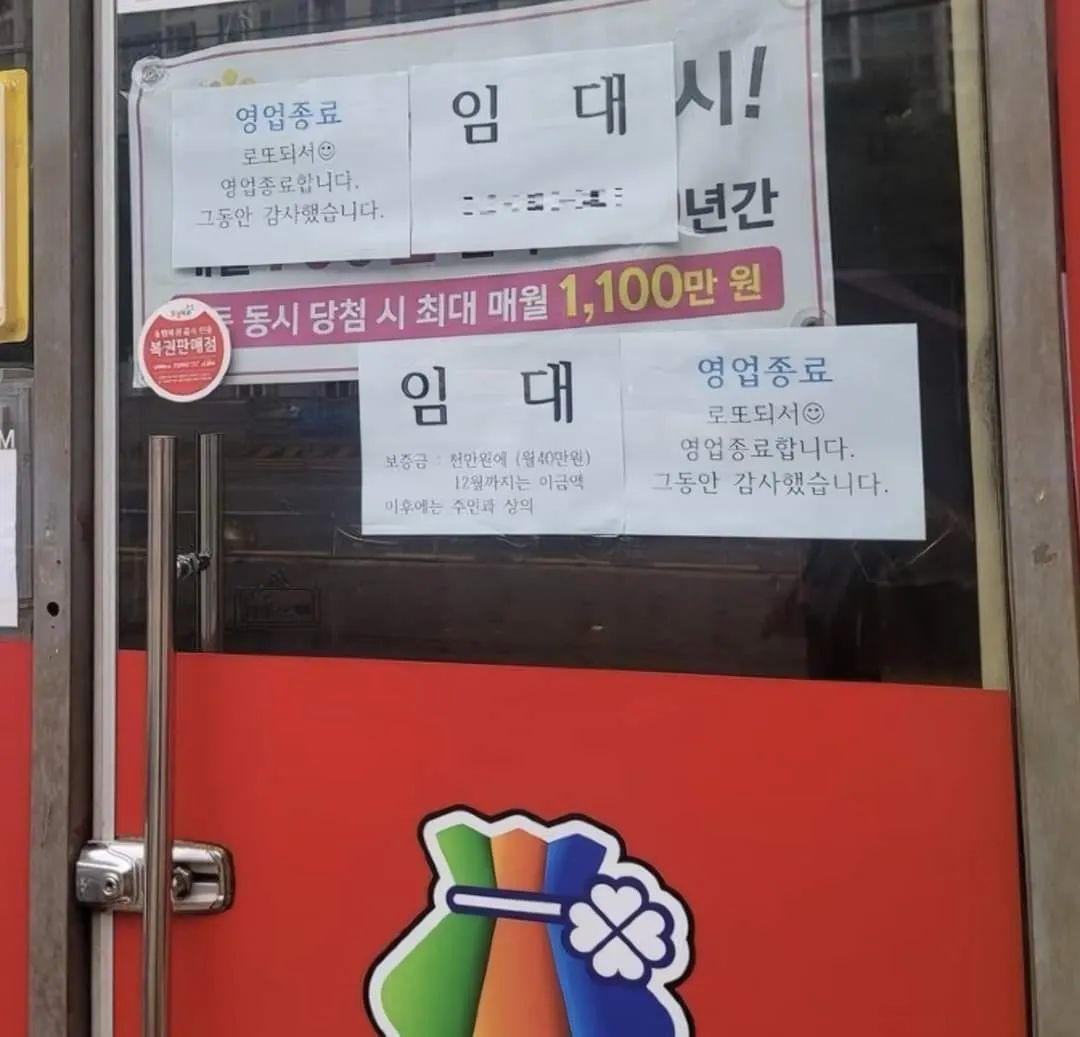 영업종료
로또되서☺
영업종료합니다.
그동안 감사했습니다.
임 대
시!
년간
동시 당첨 시 최대 매월 1,100만 원
복권판매점
임 대
보증금 : 천만원에 (월40만원)
12월까지는 이금액
이후에는 주인과 상의
영업종료
로또되서☺
영업종료합니다.
그동안 감사했습니다.
M